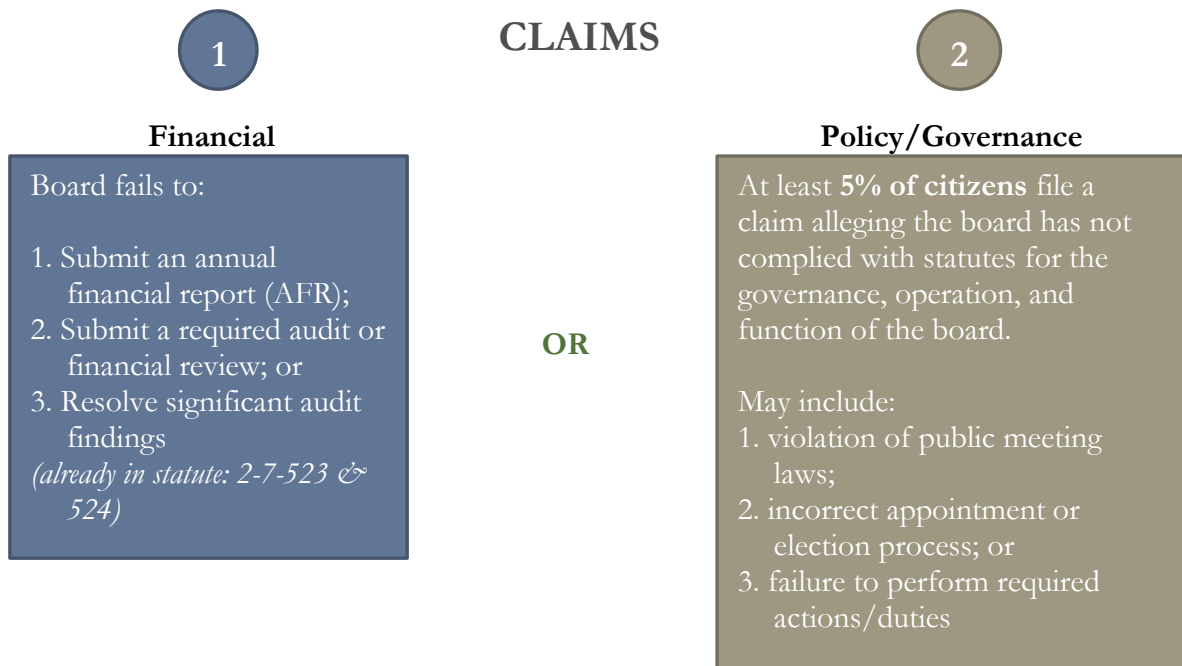 CLAIMS
1
Financial
Board fails to:
1. Submit an annual
financial report (AFR);
2. Submit a required audit or
financial review; or
3. Resolve significant audit
findings
(already in statute: 2-7-523 &
524)
OR
2
Policy/Governance
At least 5% of citizens file a
claim alleging the board has not
complied with statutes for the
governance, operation, and
function of the board.
May include:
1. violation of public meeting
laws;
2. incorrect appointment or
election process; or
3. failure to perform required
actions/duties